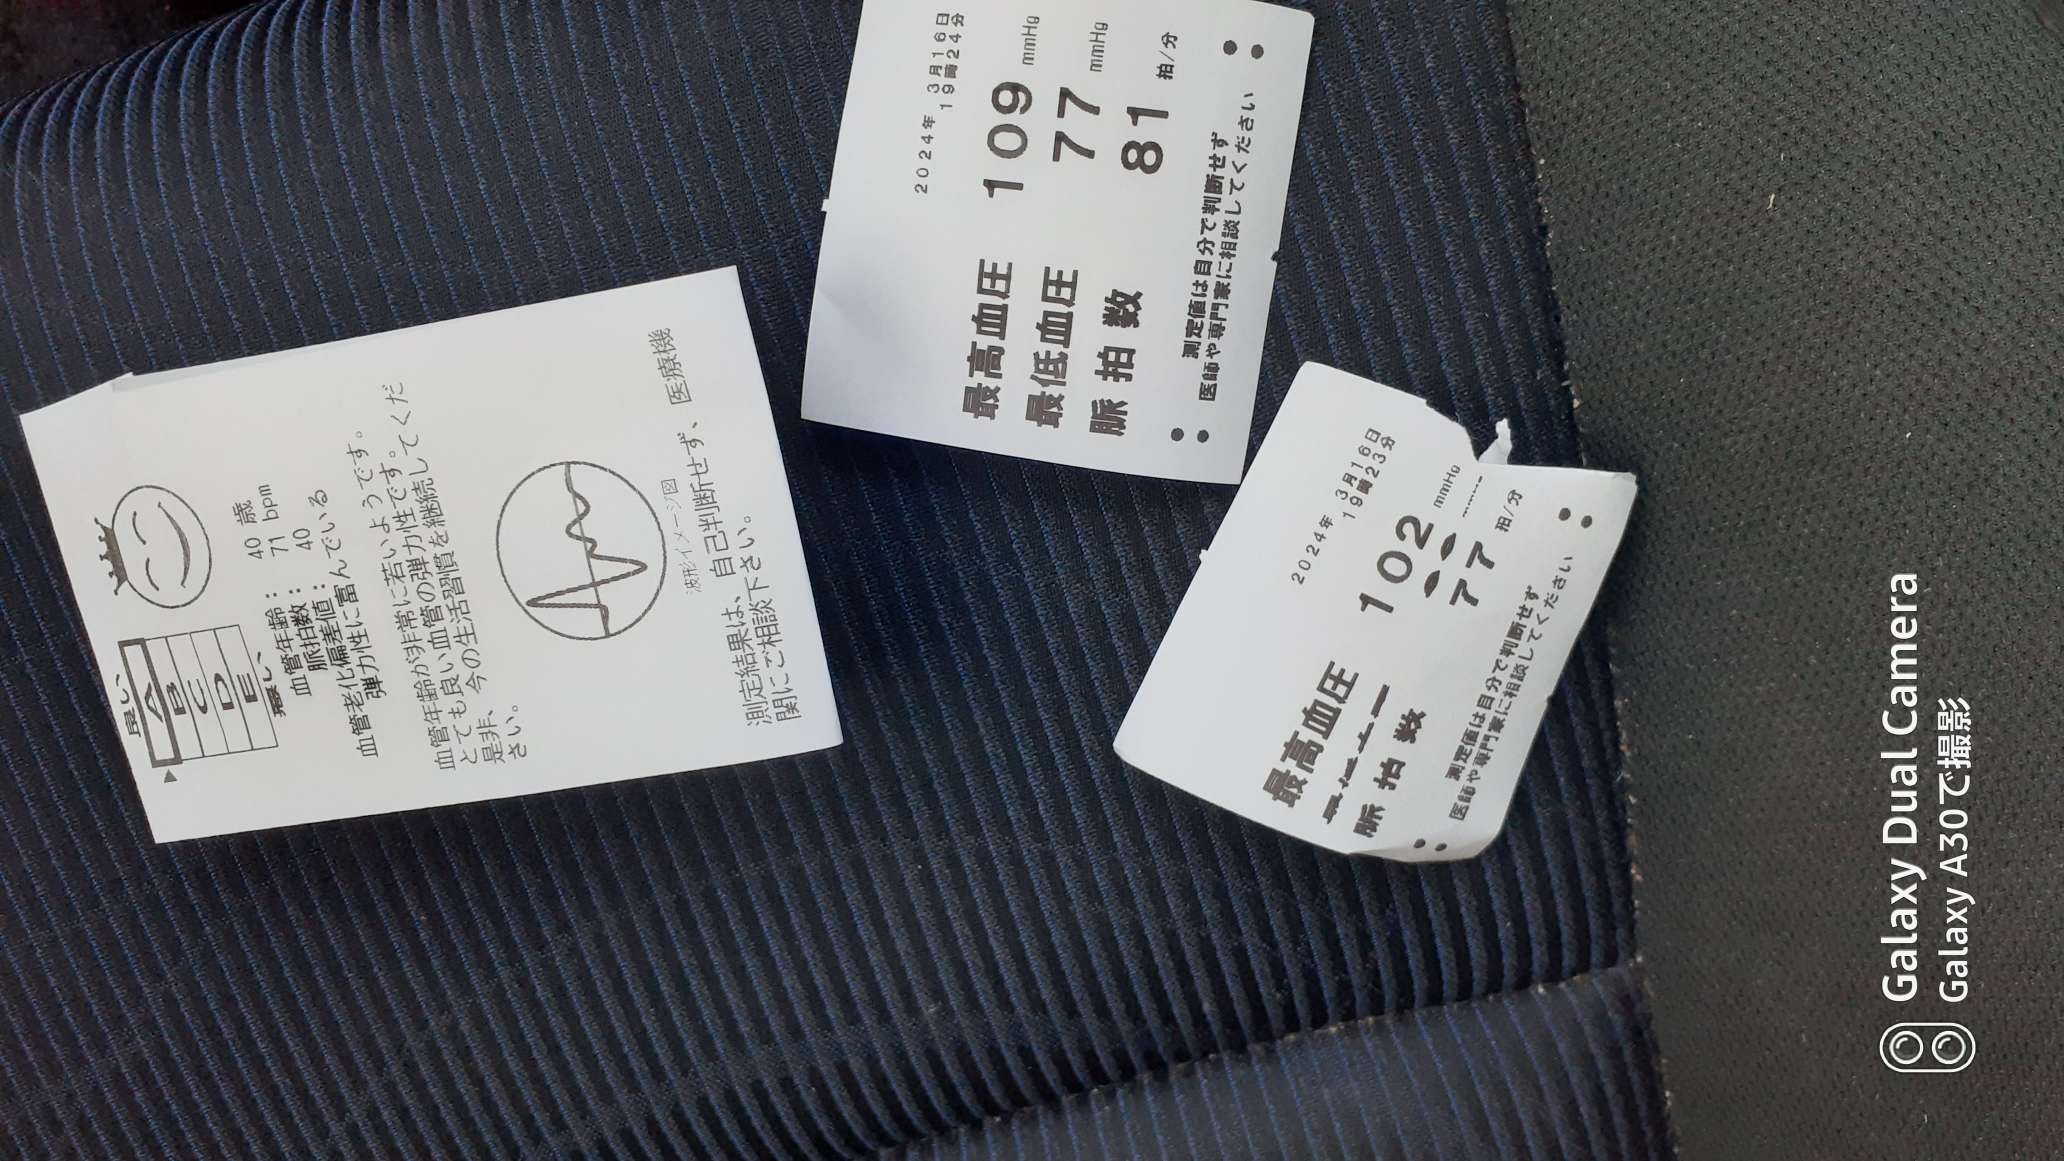 良い
A
B
C
D
E
悪い
血管年齢： 40 歳
脈拍数： 71 bpm
血管老化偏差値： 40
弾力性に富んでいる
血管年齢が非常に若いようです。
とても良い血管の弾力性です。
是非、今の生活習慣を継続してくだ
さい。
波形イメージ図
測定結果は、自己判断せず、医療機
関にご相談下さい。
2024年 3月16日
19時24分
最高血圧 109 mmHg
最低血圧 77 mmHg
脈拍数 81 拍/分
測定値は自分で判断せず
医師や専門家に相談してください
2024年 3月16日
19時23分
最高血圧 102 mmHg
脈拍数 77 拍/分
測定値は自分で判断せず
医師や専門家に相談してください
Galaxy Dual Camera
Galaxy A30で撮影